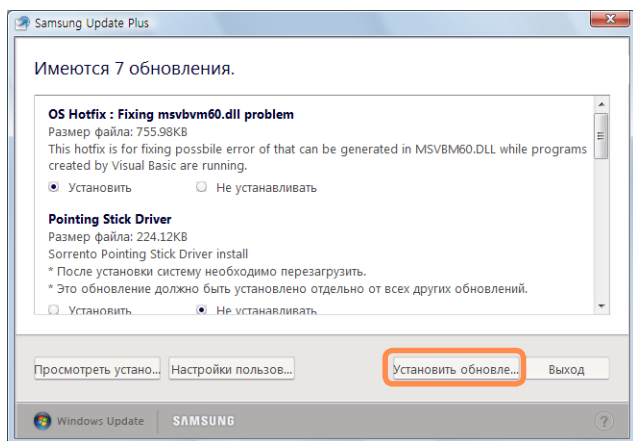 Samsung Update Plus
Имеются 7 обновления.
OS Hotfix : Fixing msvbvm60.dll problem
Размер файла: 755.98KB
This hotfix is for fixing possbile error of that can be generated in MSVBM60.DLL while programs
created by Visual Basic are running.
Установить Не устанавливать
Pointing Stick Driver
Размер файла: 224.12KB
Sorrento Pointing Stick Driver install
* После установки систему необходимо перезагрузить.
* Это обновление должно быть установлено отдельно от всех других обновлений.
Установить Не устанавливать
Просмотреть устано... Настройки пользов... Установить обновле... Выход
Windows Update SAMSUNG ?